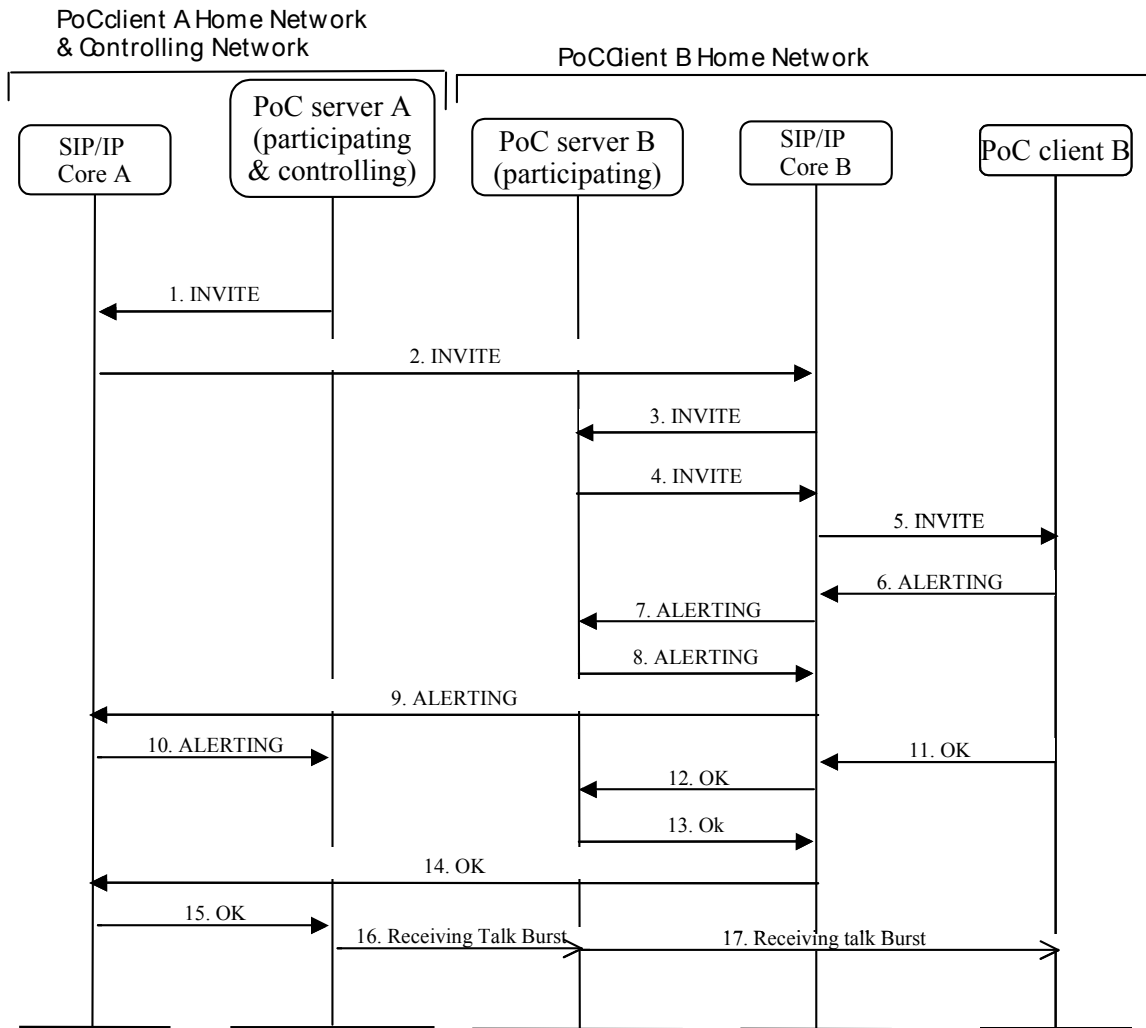 PoCclient A Home Network
& Controlling Network
PoCClient B Home Network
SIP/IP
Core A
PoC server A
(participating
& controlling)
PoC server B
(participating)
SIP/IP
Core B
PoC client B
1. INVITE
2. INVITE
3. INVITE
4. INVITE
5. INVITE
6. ALERTING
7. ALERTING
8. ALERTING
9. ALERTING
10. ALERTING
11. OK
12. OK
13. Ok
14. OK
15. OK
16. Receiving Talk Burst
17. Receiving talk Burst